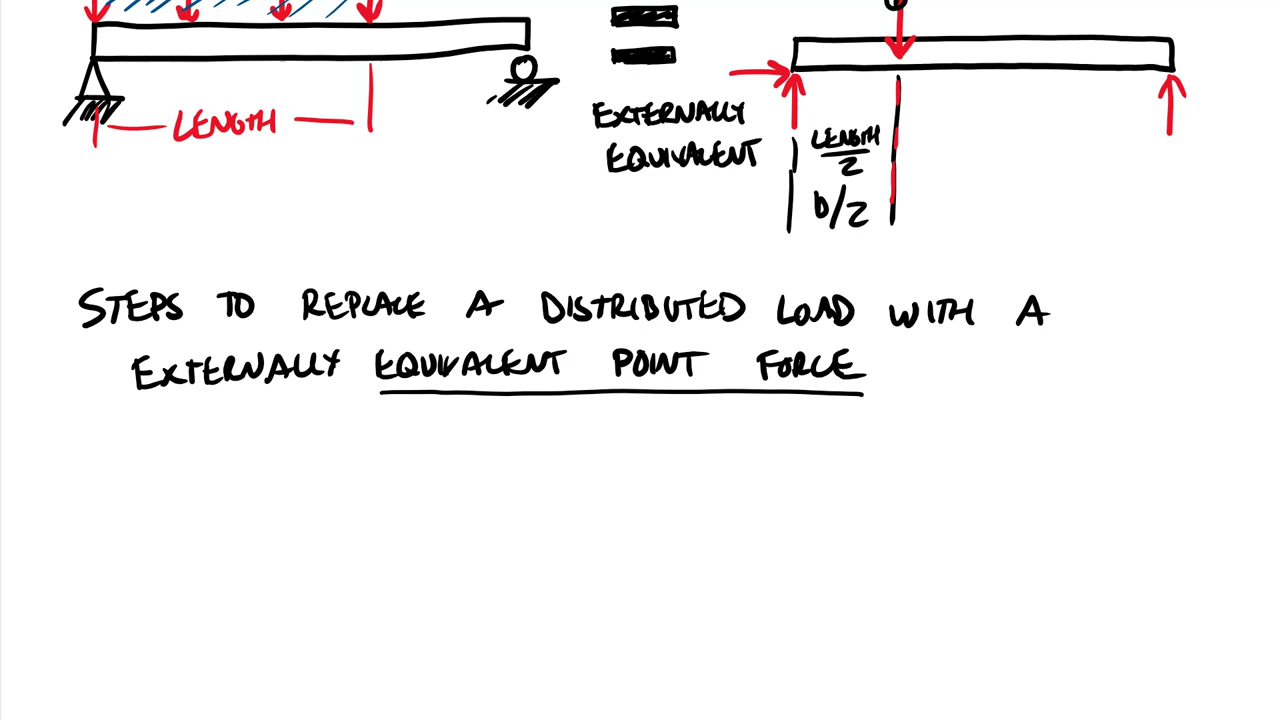 LENGTH
EXTERNALLY
EQUIVALENT
LENGTH
2
b/2
STEPS TO REPLACE A DISTRIBUTED LOAD WITH A
EXTERNALLY EQUIVALENT POINT FORCE